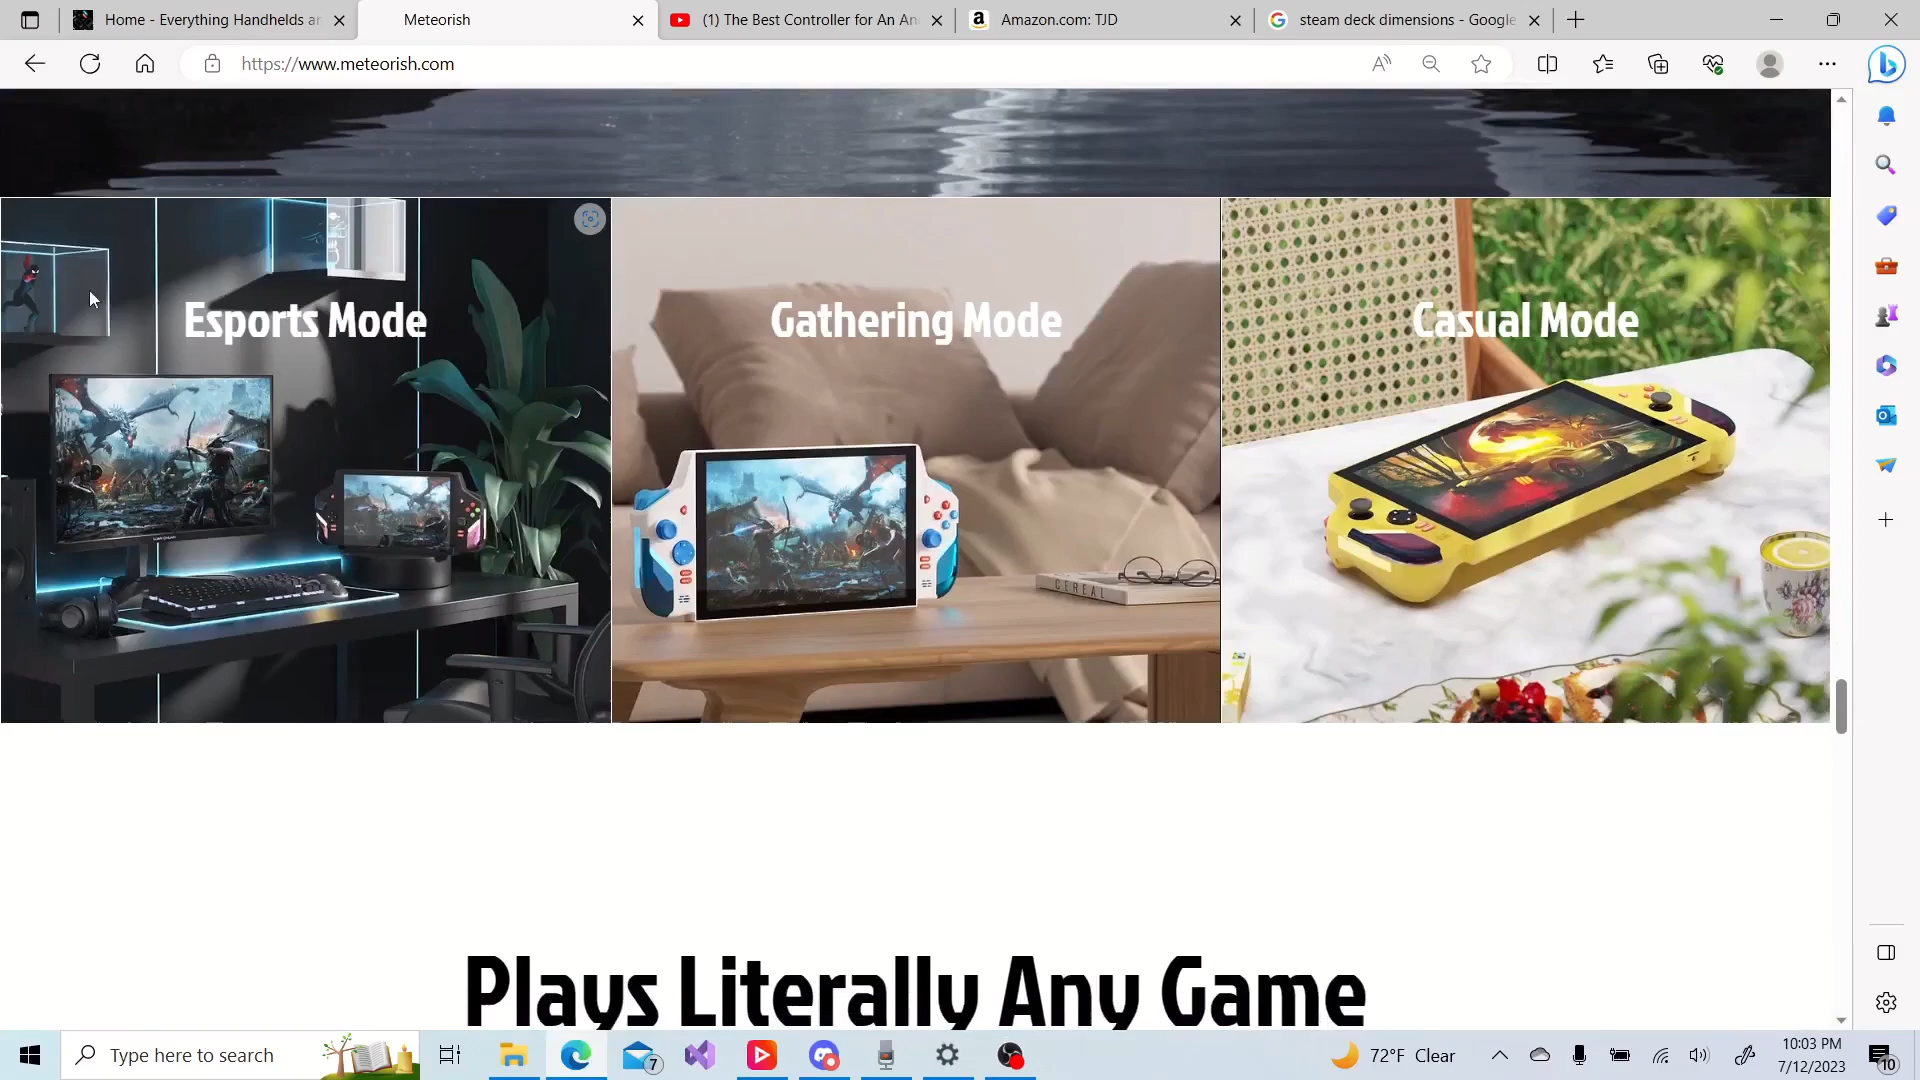 Home - Everything Handhelds ar
Meteorish
(1) The Best Controller for An An
Amazon.com: TJD
steam deck dimensions - Google
https://www.meteorish.com
Esports Mode
Gathering Mode
Casual Mode
CEREAL
Plays Literally Any Game
Type here to search
7
72°F Clear
10:03 PM
7/12/2023
10